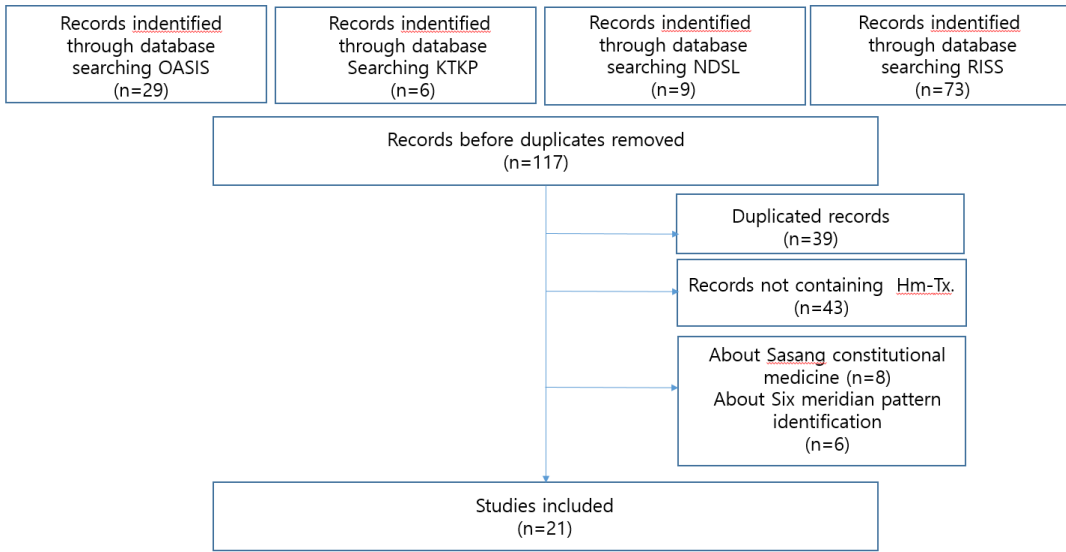 Records indentified
through database
searching OASIS
(n=29)
Records indentified
through database
Searching KTKP
(n=6)
Records indentified
through database
searching NDSL
(n=9)
Records indentified
through database
searching RISS
(n=73)
Records before duplicates removed
(n=117)
Duplicated records
(n=39)
Records not containing Hm-Tx.
(n=43)
About Sasang constitutional
medicine (n=8)
About Six meridian pattern
identification
(n=6)
Studies included
(n=21)